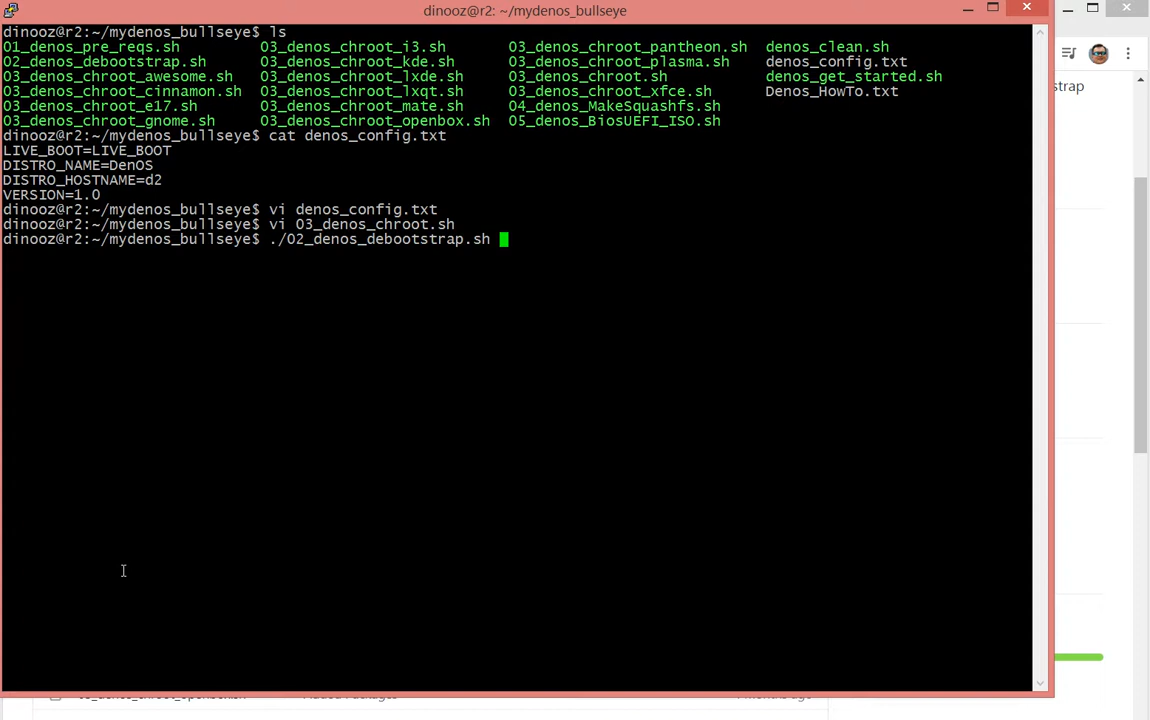 dinooz@r2: ~/mydenos_bullseye
dinooz@r2:~/mydenos_bullseye$ ls
01_denos_pre_reqs.sh 03_denos_chroot_i3.sh 03_denos_chroot_pantheon.sh denos_clean.sh
02_denos_debootstrap.sh 03_denos_chroot_kde.sh 03_denos_chroot_plasma.sh denos_config.txt
03_denos_chroot_awesome.sh 03_denos_chroot_lxde.sh 03_denos_chroot.sh denos_get_started.sh
03_denos_chroot_cinnamon.sh 03_denos_chroot_lxqt.sh 03_denos_chroot_xfce.sh Denos_HowTo.txt
03_denos_chroot_e17.sh 03_denos_chroot_mate.sh 04_denos_MakeSquashfs.sh
03_denos_chroot_gnome.sh 03_denos_chroot_openbox.sh 05_denos_BiosUEFI_ISO.sh
dinooz@r2:~/mydenos_bullseye$ cat denos_config.txt
LIVE_BOOT=LIVE_BOOT
DISTRO_NAME=DenOS
DISTRO_HOSTNAME=d2
VERSION=1.0
dinooz@r2:~/mydenos_bullseye$ vi denos_config.txt
dinooz@r2:~/mydenos_bullseye$ vi 03_denos_chroot.sh
dinooz@r2:~/mydenos_bullseye$ ./02_denos_debootstrap.sh
strap